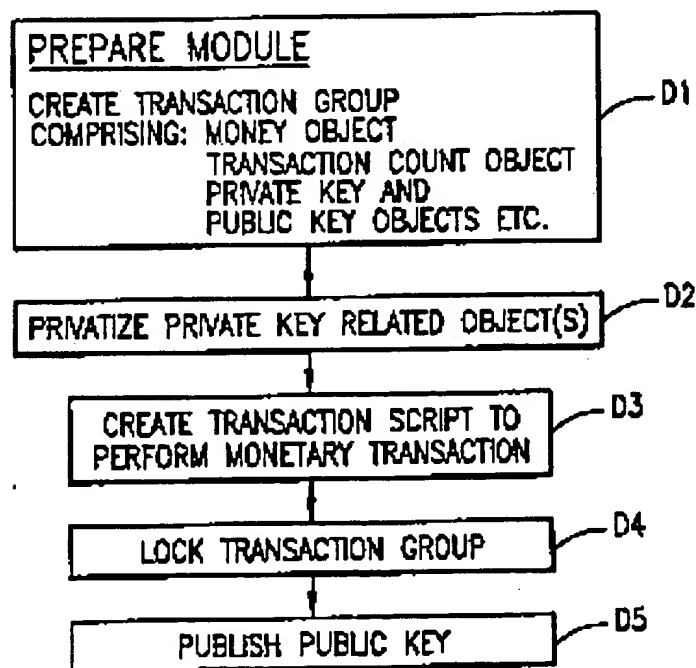 PREPARE MODULE
CREATE TRANSACTION GROUP
COMPRISING: MONEY OBJECT
TRANSACTION COUNT OBJECT
PRIVATE KEY AND
PUBLIC KEY OBJECTS ETC.
D1
PRIVATIZE PRIVATE KEY RELATED OBJECT(S)
D2
CREATE TRANSACTION SCRIPT TO
PERFORM MONETARY TRANSACTION
D3
LOCK TRANSACTION GROUP
D4
PUBLISH PUBLIC KEY
D5